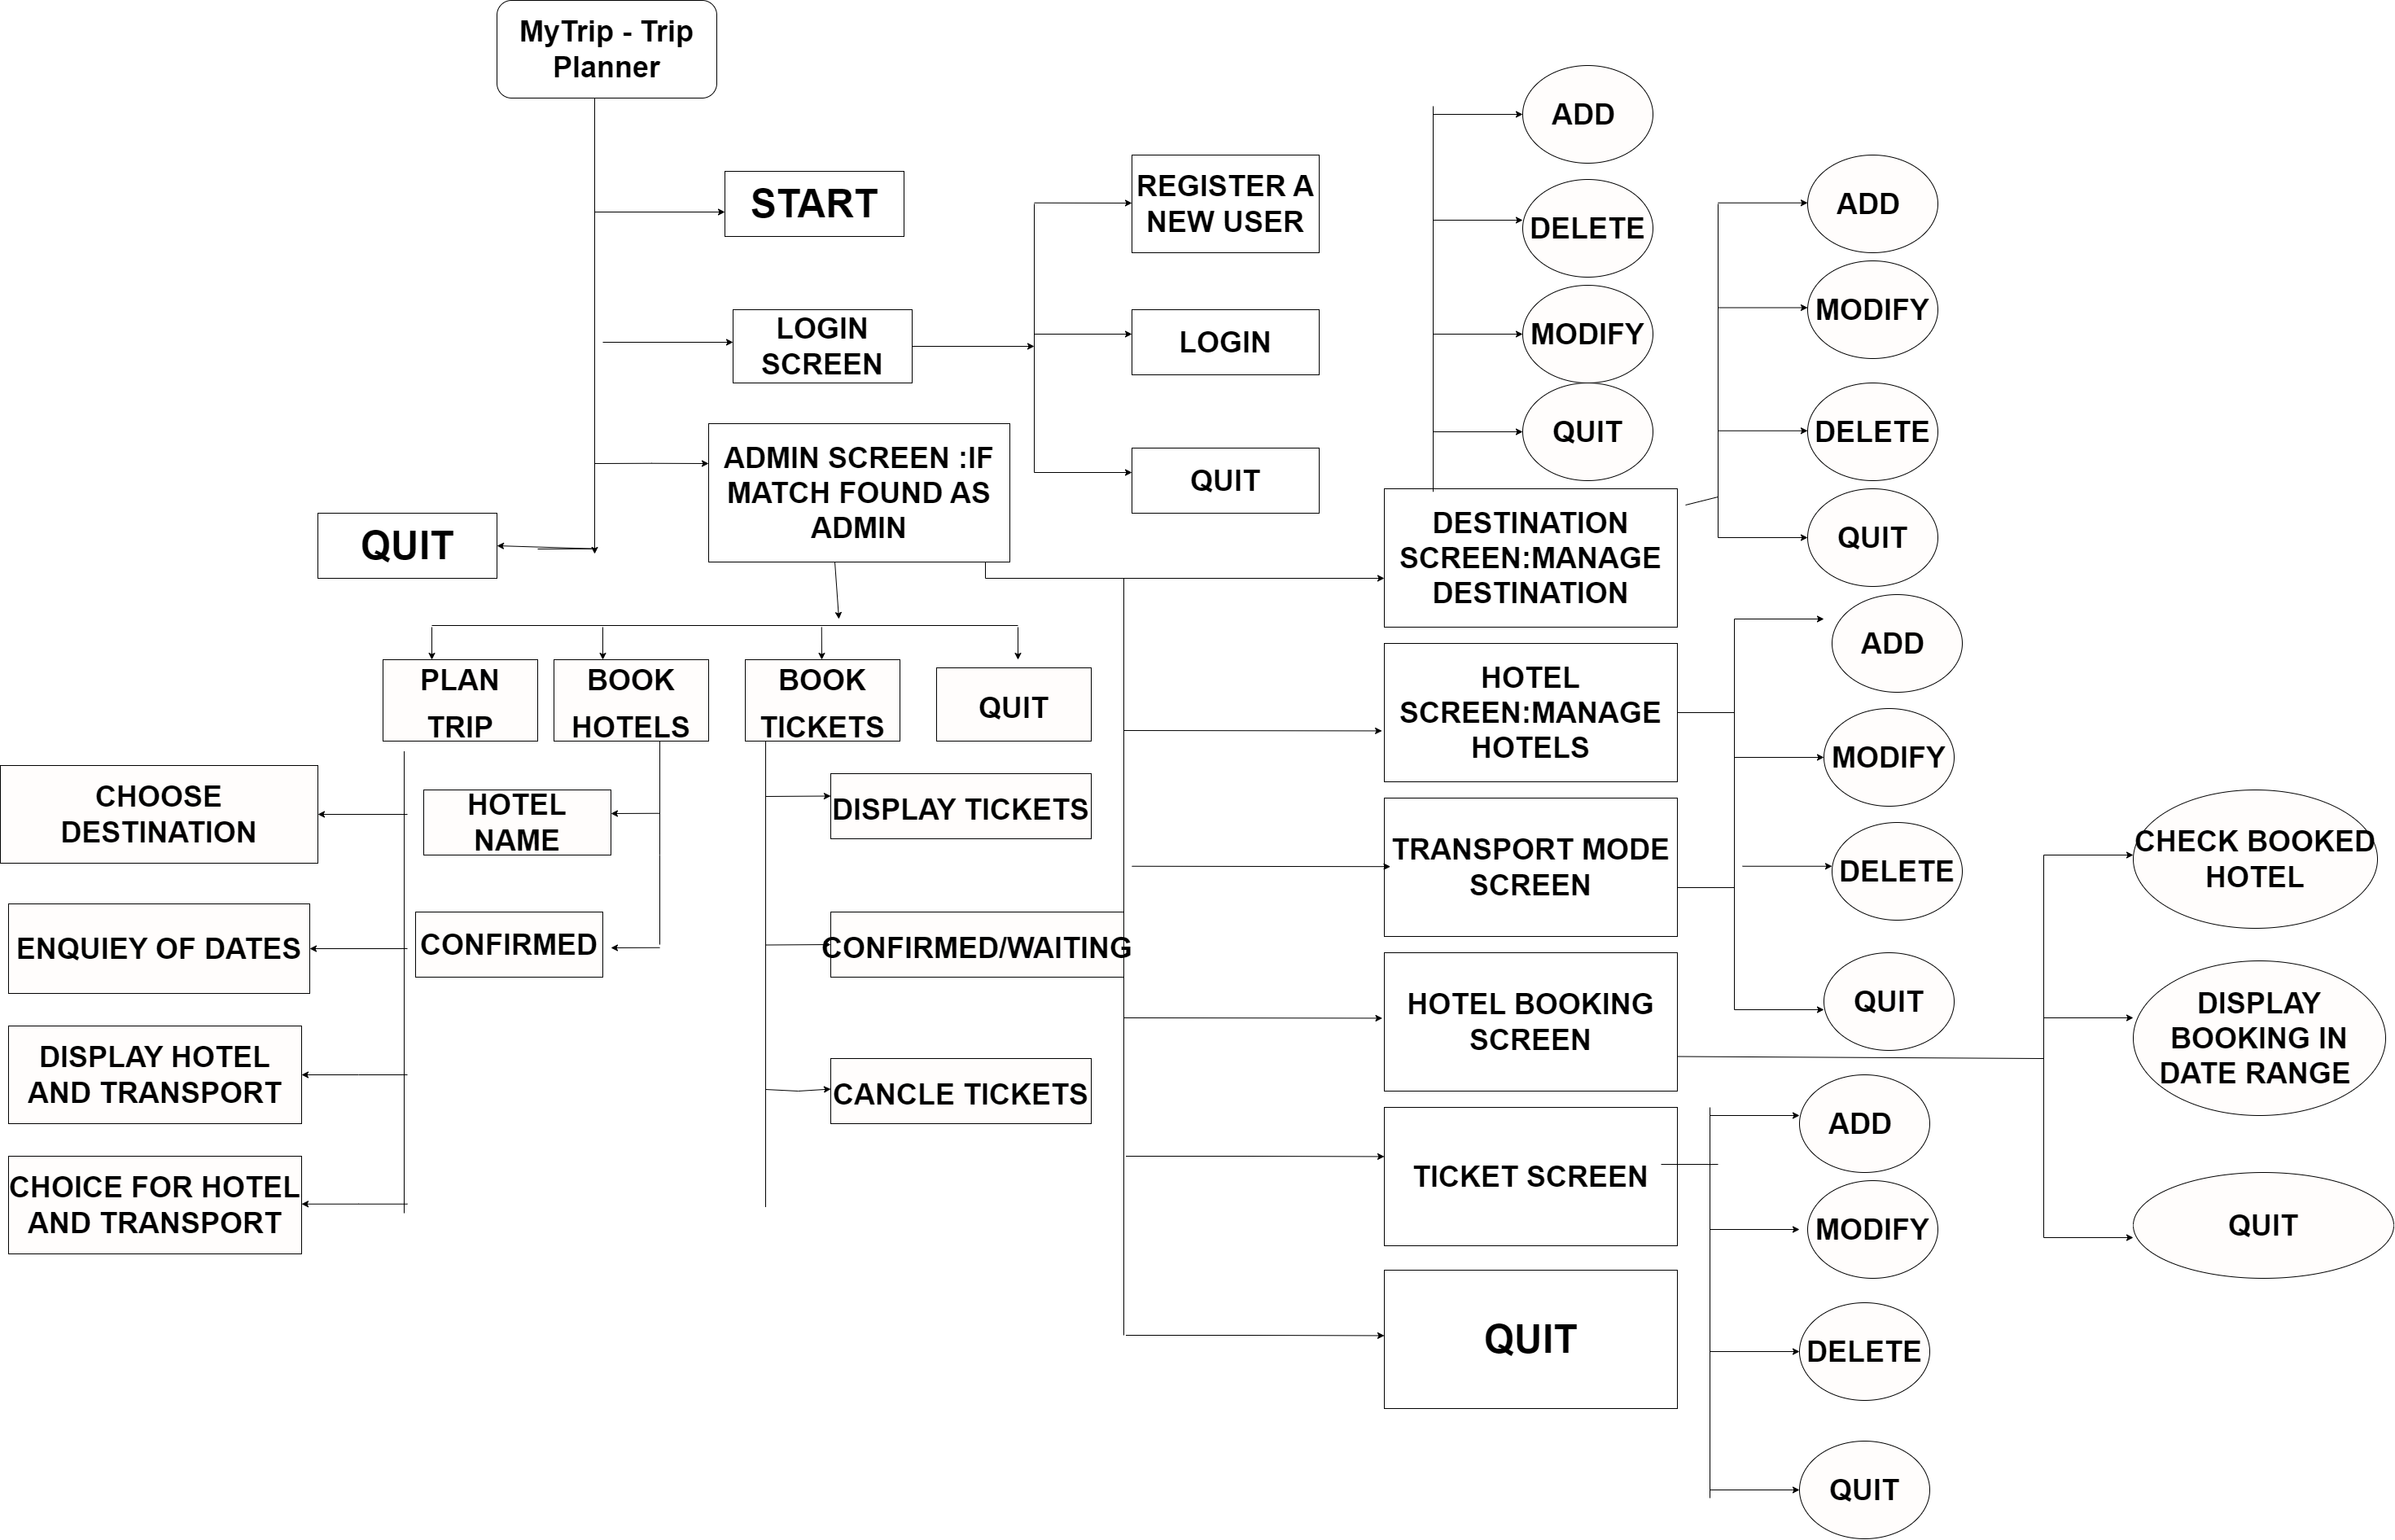 MyTrip - Trip
Planner
START
LOGIN
SCREEN
ADMIN SCREEN :IF
MATCH FOUND AS
ADMIN
QUIT
REGISTER A
NEW USER
LOGIN
QUIT
ADD
DELETE
MODIFY
QUIT
ADD
MODIFY
DELETE
QUIT
DESTINATION
SCREEN:MANAGE
DESTINATION
HOTEL
SCREEN:MANAGE
HOTELS
TRANSPORT MODE
SCREEN
HOTEL BOOKING
SCREEN
TICKET SCREEN
QUIT
ADD
MODIFY
DELETE
QUIT
CHECK BOOKED
HOTEL
DISPLAY
BOOKING IN
DATE RANGE
QUIT
ADD
MODIFY
DELETE
QUIT
PLAN
TRIP
BOOK
HOTELS
BOOK
TICKETS
QUIT
CHOOSE
DESTINATION
ENQUIEY OF DATES
DISPLAY HOTEL
AND TRANSPORT
CHOICE FOR HOTEL
AND TRANSPORT
HOTEL
NAME
CONFIRMED
DISPLAY TICKETS
CONFIRMED/WAITING
CANCLE TICKETS